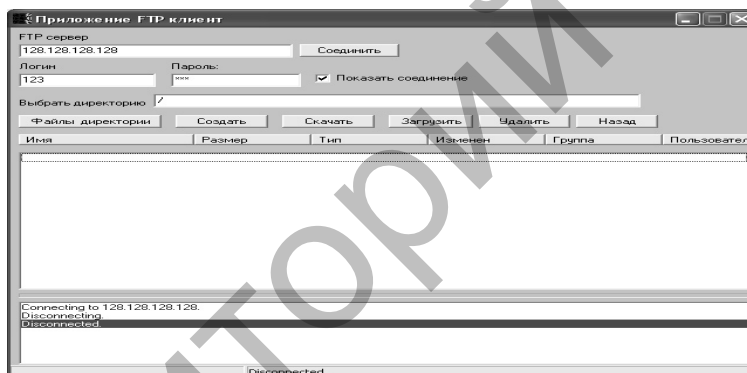 Приложение FTP клиент
FTP сервер
128.128.128.128 Соединить
Логин Пароль:
123 *** Показать соединение
Выбрать директорию /
Файлы директории Создать Скачать Загрузить Удалить Назад
Имя Размер Тип Изменен Группа Пользовател
Connecting to 128.128.128.128.
Disconnecting.
Disconnected.
Disconnected.